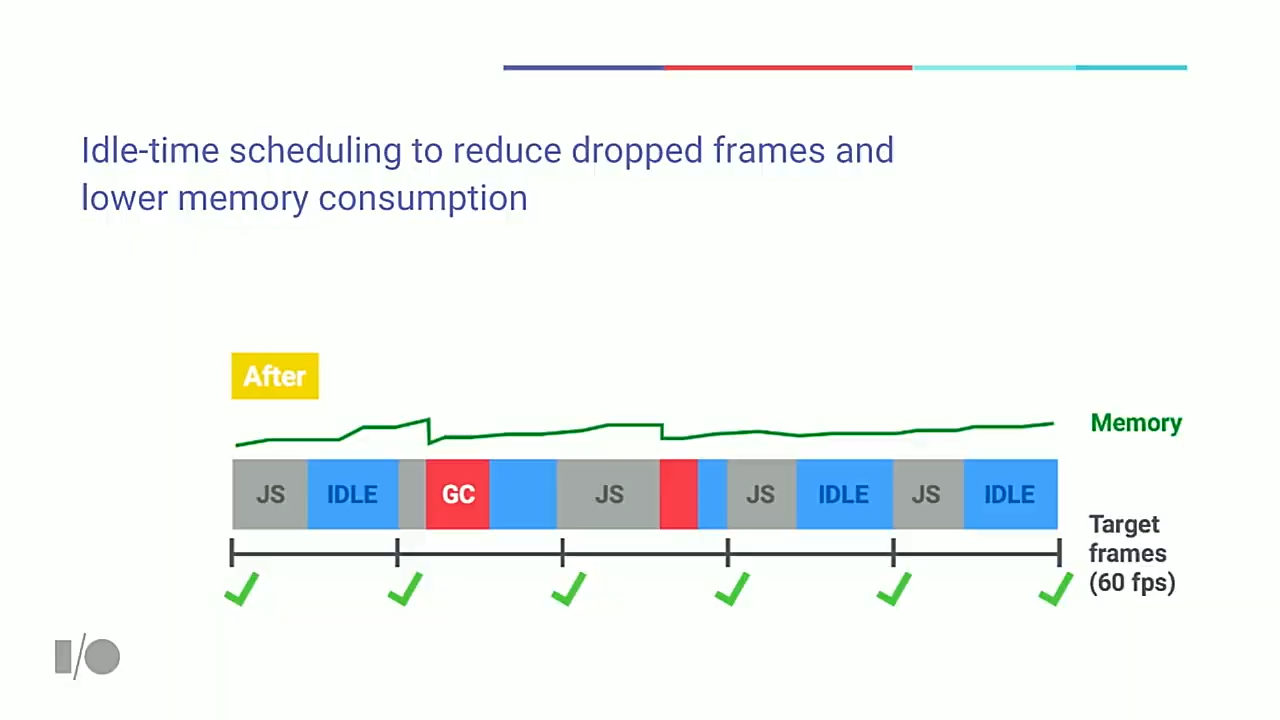 Idle-time scheduling to reduce dropped frames and
lower memory consumption
After
Memory
JS
IDLE
GC
JS
JS
IDLE
JS
IDLE
Target
frames
(60 fps)
I/O